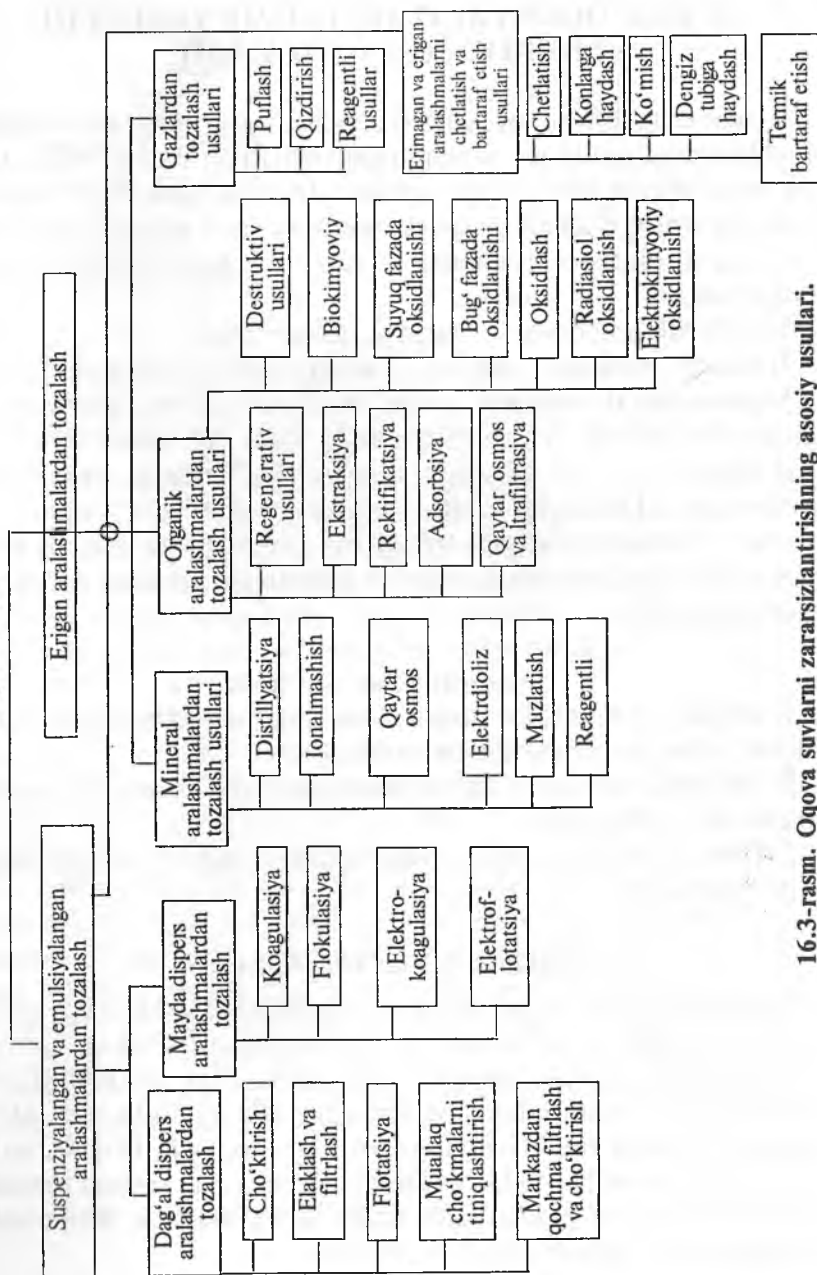 Suspenziyalangan va emulsiyalangan
aralashmalardan tozalash
Erigan aralashmalardan tozalash
Dag‘al dispers
aralashmalardan
tozalash
Cho‘ktirish
Elaklash va
filtrlash
Flotatsiya
Muallaq
cho‘kmalarni
tiniqlashtirish
Markazdan
qochma filtrlash
va cho‘ktirish
Mayda dispers
aralashmalardan
tozalash
Koagulasiya
Flokulasiya
Elektro-
koagulasiya
Elektrof-
lotatsiya
Mineral
aralashmalardan
tozalash usullari
Distillyatsiya
Ionalmashish
Qaytar
osmos
Elektrdioliz
Muzlatish
Reagentli
Organik
aralashmalardan
tozalash usullari
Regenerativ
usullari
Ekstraksiya
Rektifikatsiya
Adsorbsiya
Qaytar osmos
va ltrafiltrasiya
Destruktiv
usullari
Biokimyoviy
Suyuq fazada
oksidlanishi
Bug‘ fazada
oksidlanishi
Oksidlash
Radiasiol
oksidlanish
Elektrokimyoviy
oksidlanish
Gazlardan
tozalash
usullari
Puflash
Qizdirish
Reagentli
usullar
Erimagan va erigan
aralashmalarni
chetlatish va
bartaraf etish
usullari
Chetlatish
Konlarga
haydash
Ko‘mish
Dengiz
tubiga
haydash
Termik
bartaraf etish
16.3-rasm. Oqova suvlarni zararsizlantirishning asosiy usullari.